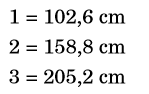 1 = 102,6 cm
2 = 158,8 cm
3 = 205,2 cm